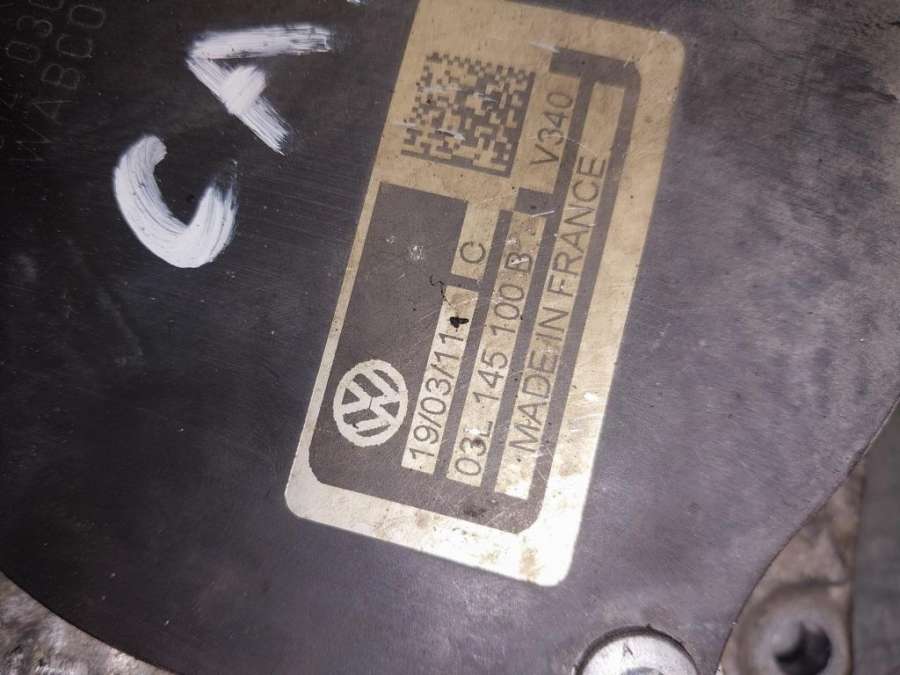 WABCO
CA
V340
19/03/11 C
03L 145 100 B
MADE IN FRANCE